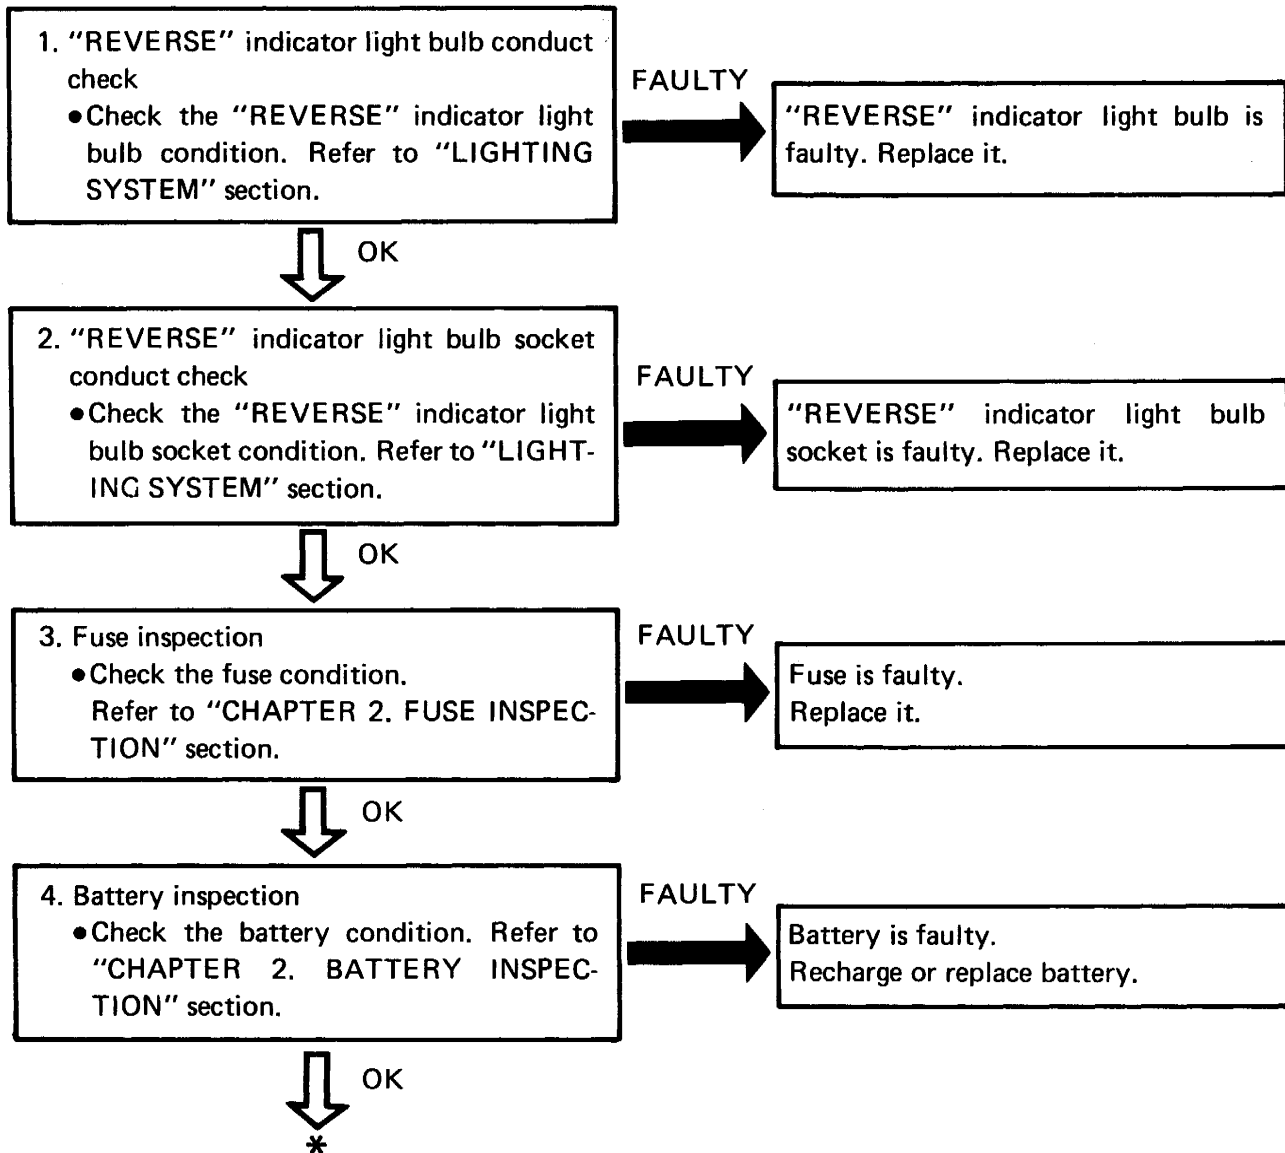 1. "REVERSE" indicator light bulb conduct
check
●Check the "REVERSE" indicator light
bulb condition. Refer to "LIGHTING
SYSTEM" section.
FAULTY
"REVERSE" indicator light bulb is
faulty. Replace it.
OK
2. "REVERSE" indicator light bulb socket
conduct check
●Check the "REVERSE" indicator light
bulb socket condition. Refer to "LIGHT-
ING SYSTEM" section.
FAULTY
"REVERSE" indicator light bulb
socket is faulty. Replace it.
OK
3. Fuse inspection
●Check the fuse condition.
Refer to "CHAPTER 2. FUSE INSPEC-
TION" section.
FAULTY
Fuse is faulty.
Replace it.
OK
4. Battery inspection
●Check the battery condition. Refer to
"CHAPTER 2. BATTERY INSPEC-
TION" section.
FAULTY
Battery is faulty.
Recharge or replace battery.
OK
*